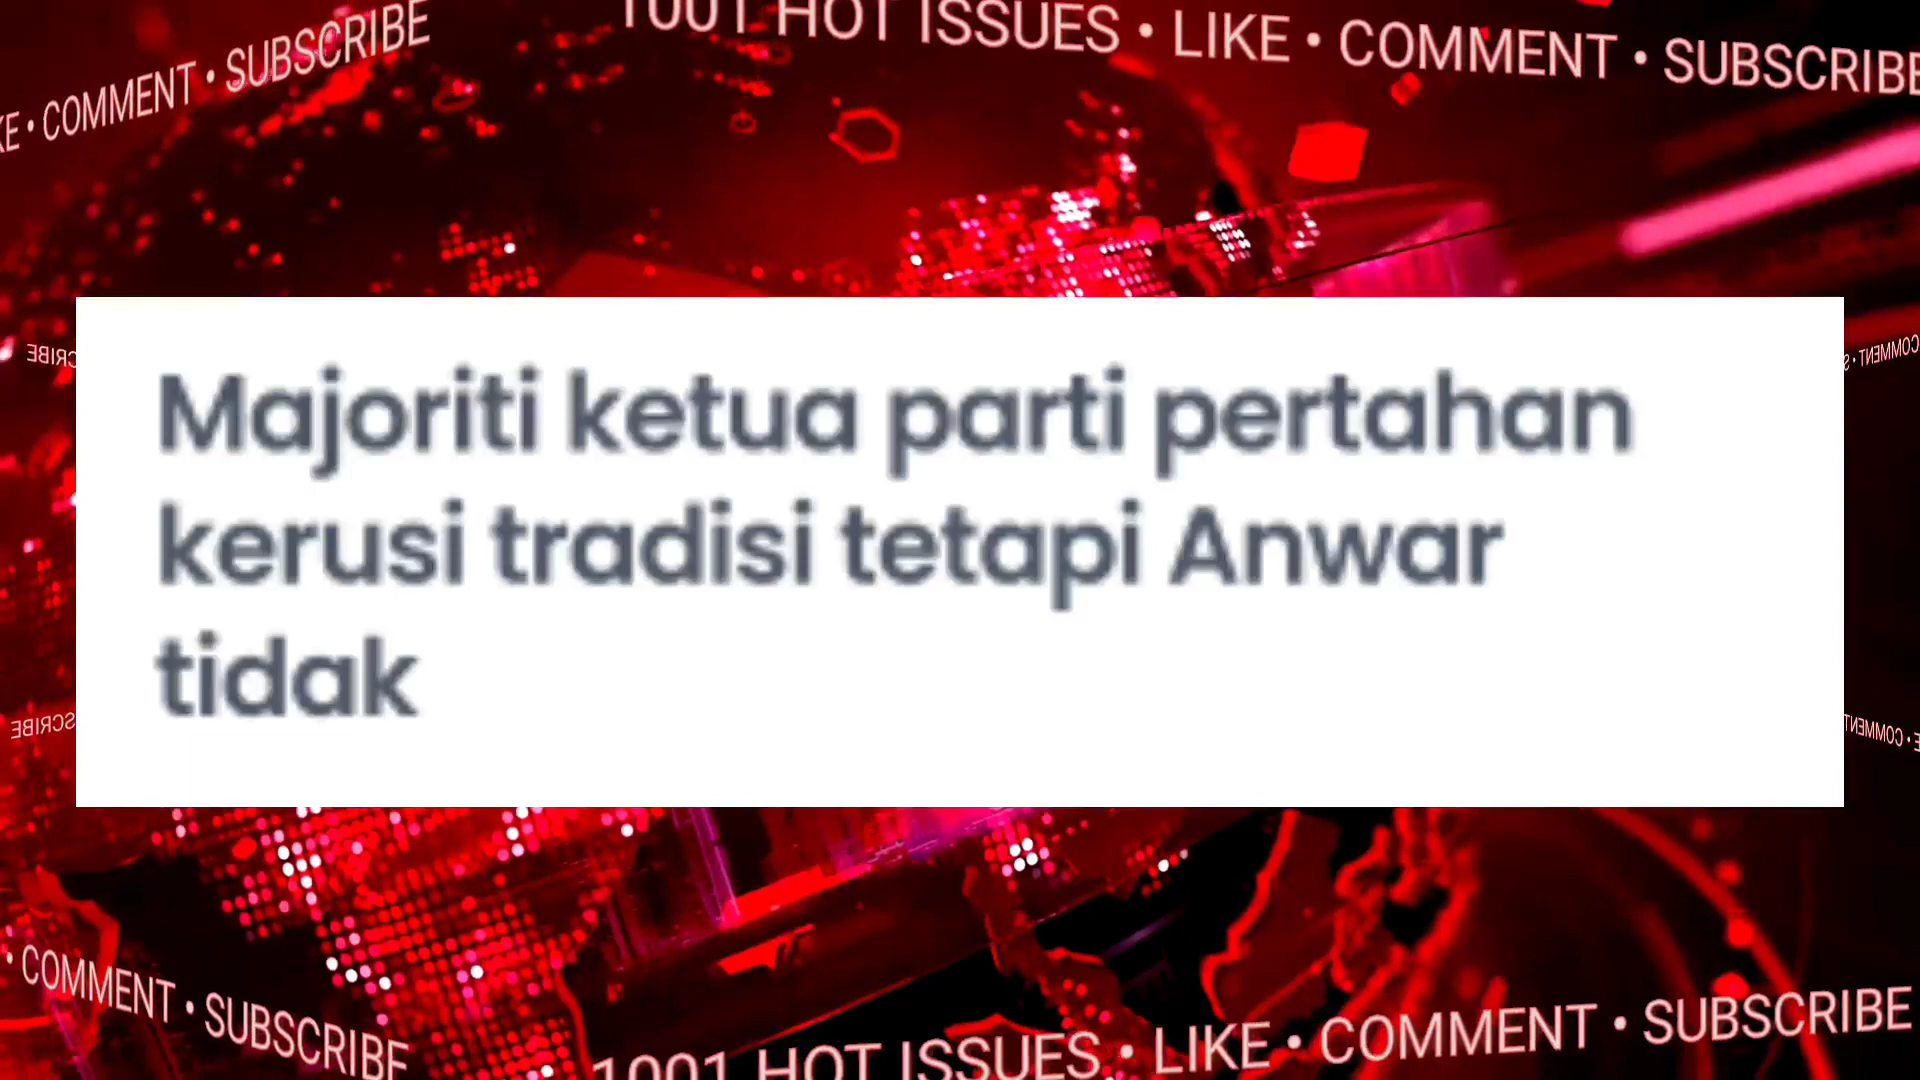 KE • COMMENT • SUBSCRIBE
1001 HOT ISSUES • LIKE • COMMENT • SUBSCRIBE
Majoriti ketua parti pertahan
kerusi tradisi tetapi Anwar
tidak
• COMMENT • SUBSCRIBE
1001 HOT ISSUES • LIKE • COMMENT • SUBSCRIBE